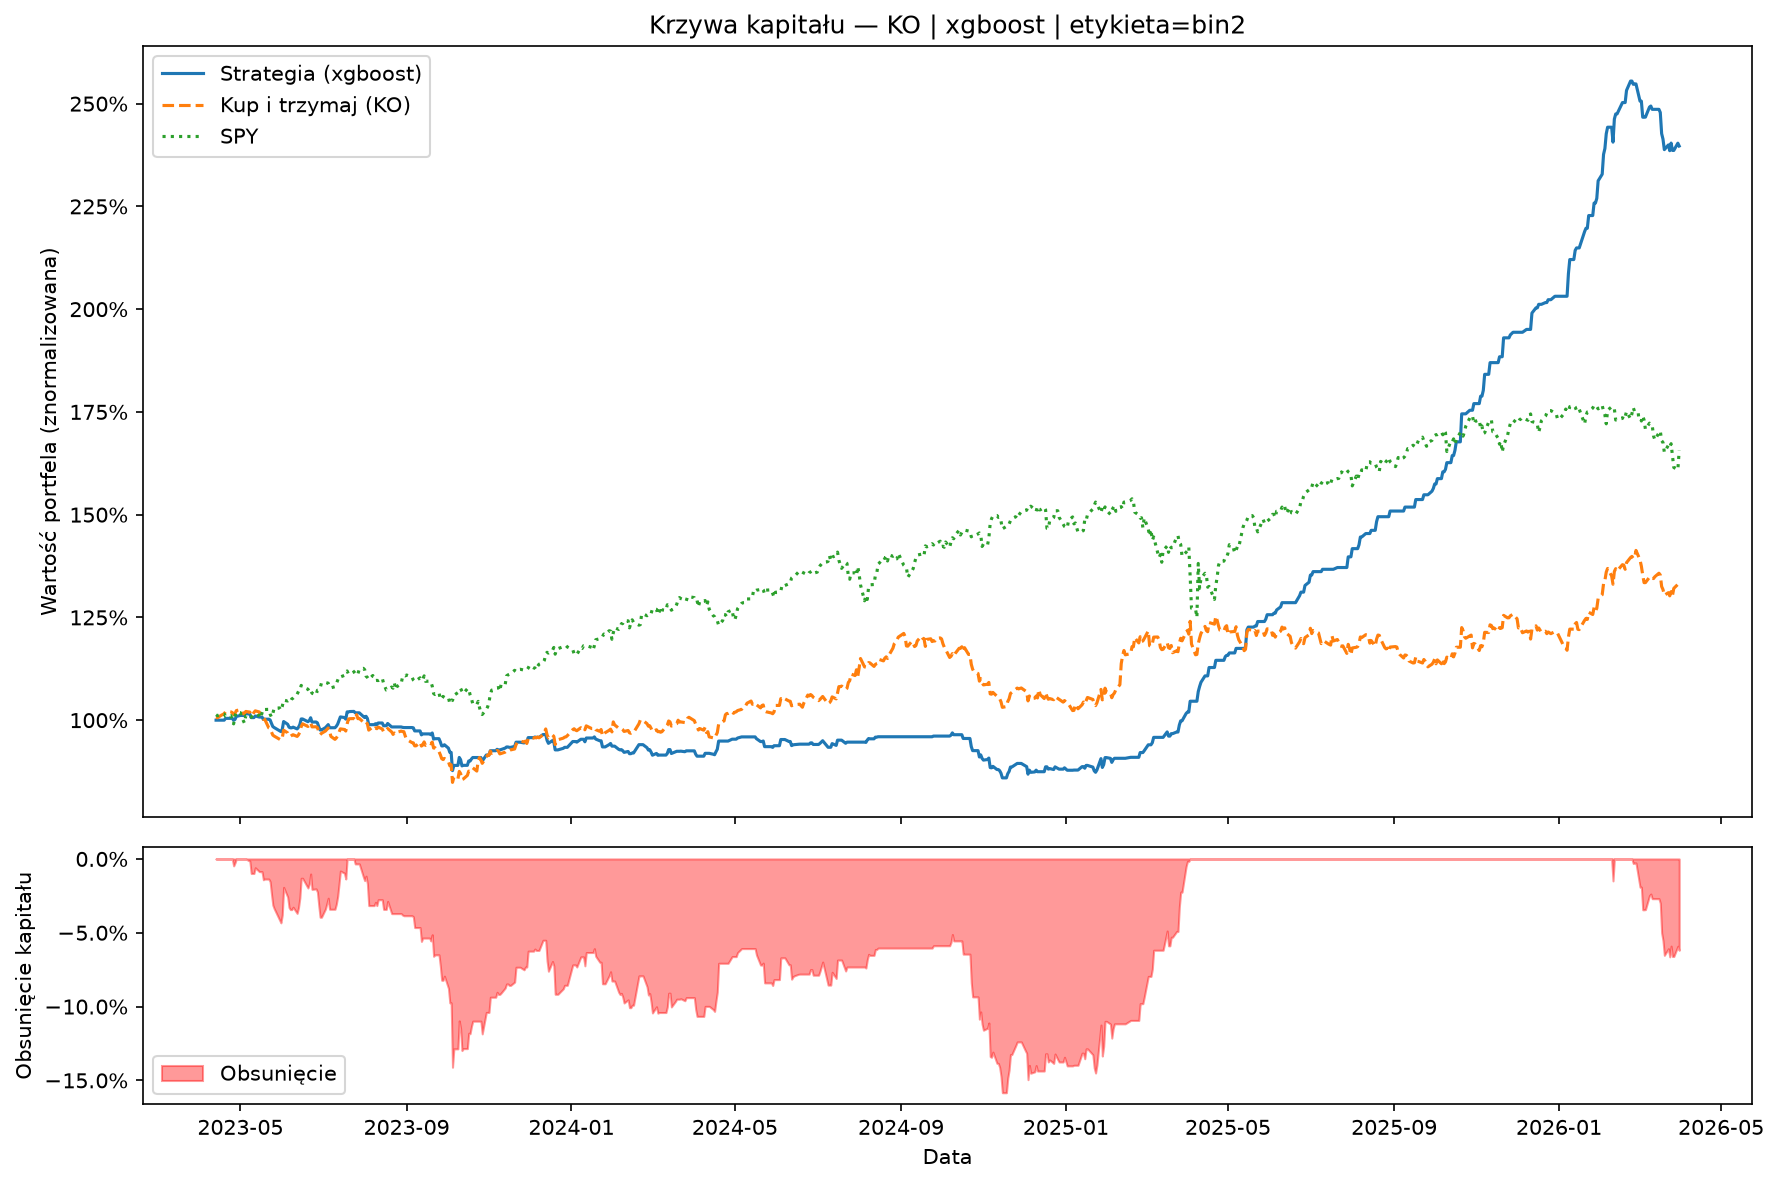 Krzywa kapitału — KO | xgboost | etykieta=bin2
Strategia (xgboost)
Kup i trzymaj (KO)
SPY
Wartość portfela (znormalizowana)
250%
225%
200%
175%
150%
125%
100%
Obsunięcie kapitału
0.0%
−5.0%
−10.0%
−15.0%
Obsunięcie
2023-05
2023-09
2024-01
2024-05
2024-09
2025-01
2025-05
2025-09
2026-01
2026-05
Data